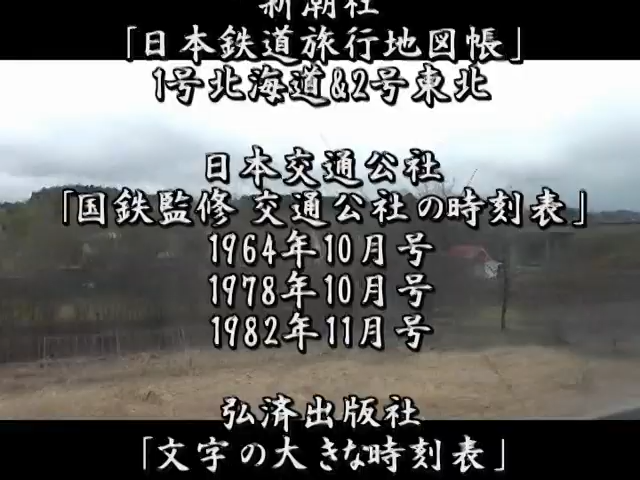 新潮社
「日本鉄道旅行地図帳」
1号北海道&2号東北
日本交通公社
「国鉄監修 交通公社の時刻表」
1964年10月号
1978年10月号
1982年11月号
弘済出版社
「文字の大きな時刻表」